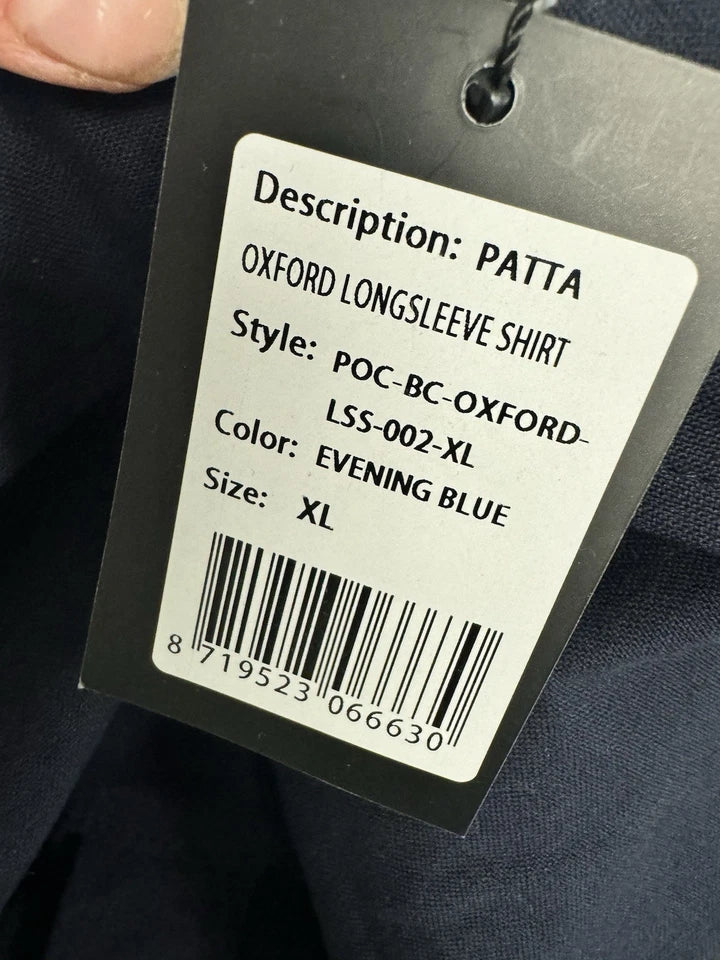 Description: PATTA
OXFORD LONGSLEEVE SHIRT
Style: POC-BC-OXFORD-
LSS-002-XL
Color: EVENING BLUE
Size: XL
8 719523 066630